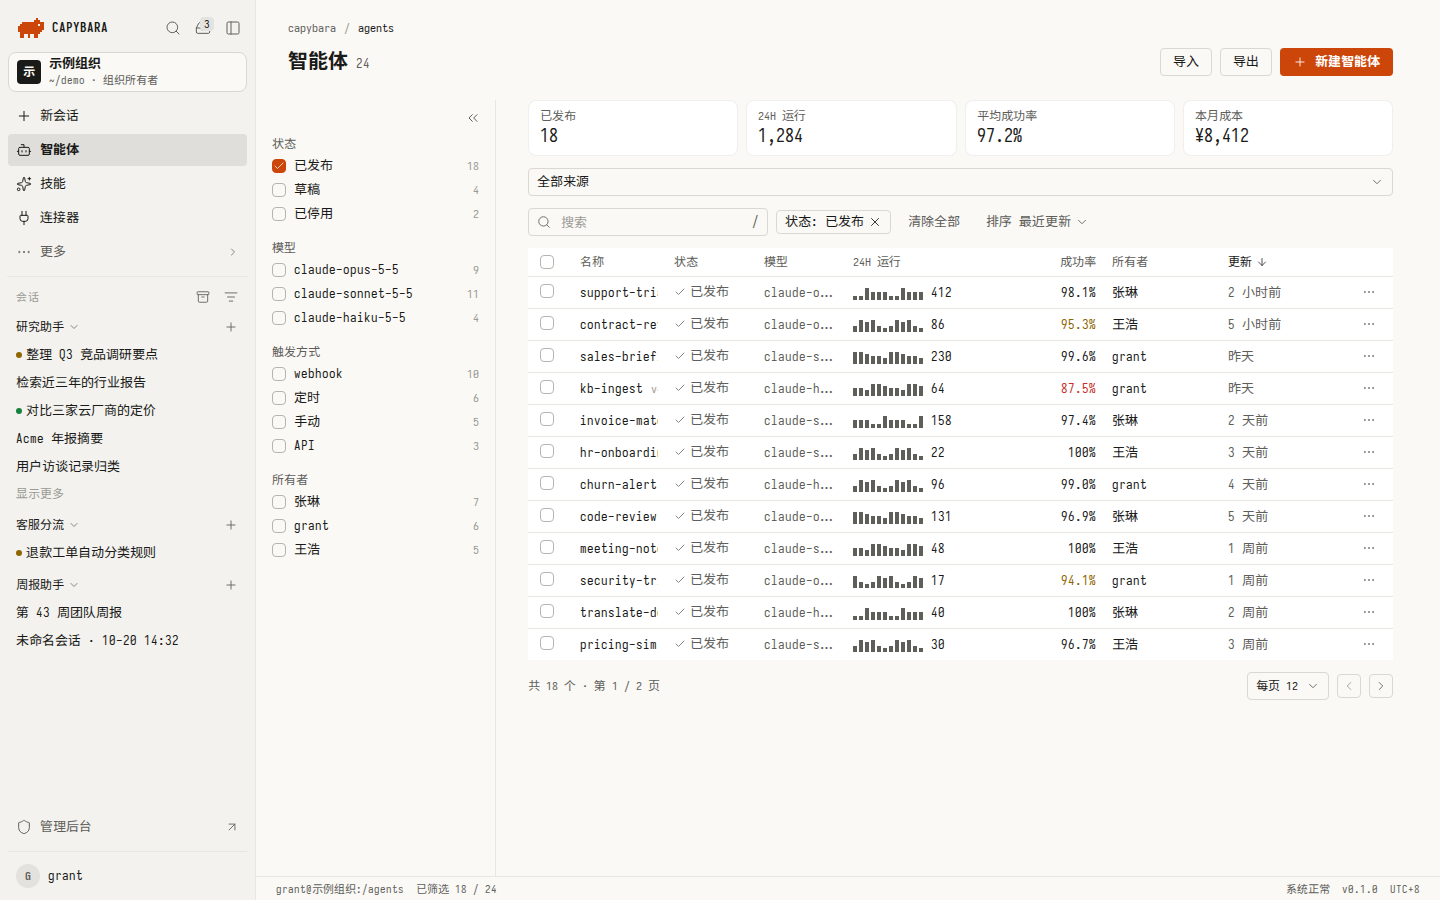 CAPYBARA
3
示 示例组织
~/demo · 组织所有者
新会话
智能体
技能
连接器
更多
会话
研究助手
整理 Q3 竞品调研要点
检索近三年的行业报告
对比三家云厂商的定价
Acme 年报摘要
用户访谈记录归类
显示更多
客服分流
退款工单自动分类规则
周报助手
第 43 周团队周报
未命名会话 · 10-20 14:32
管理后台
G grant
capybara / agents
智能体 24
导入 导出 新建智能体
状态
已发布 18
草稿 4
已停用 2
模型
claude-opus-5-5 9
claude-sonnet-5-5 11
claude-haiku-5-5 4
触发方式
webhook 10
定时 6
手动 5
API 3
所有者
张琳 7
grant 6
王浩 5
已发布
18
24H 运行
1,284
平均成功率
97.2%
本月成本
¥8,412
全部来源
搜索 / 状态: 已发布 清除全部 排序 最近更新
名称 状态 模型 24H 运行 成功率 所有者 更新
support-tri 已发布 claude-o... 412 98.1% 张琳 2 小时前
contract-re 已发布 claude-o... 86 95.3% 王浩 5 小时前
sales-brief 已发布 claude-s... 230 99.6% grant 昨天
kb-ingest v 已发布 claude-h... 64 87.5% grant 昨天
invoice-mat 已发布 claude-s... 158 97.4% 张琳 2 天前
hr-onboardi 已发布 claude-s... 22 100% 王浩 3 天前
churn-alert 已发布 claude-h... 96 99.0% grant 4 天前
code-review 已发布 claude-o... 131 96.9% 张琳 5 天前
meeting-not 已发布 claude-s... 48 100% 王浩 1 周前
security-tr 已发布 claude-o... 17 94.1% grant 1 周前
translate-d 已发布 claude-h... 40 100% 张琳 2 周前
pricing-sim 已发布 claude-s... 30 96.7% 王浩 3 周前
共 18 个 · 第 1 / 2 页 每页 12
grant@示例组织:/agents 已筛选 18 / 24 系统正常 v0.1.0 UTC+8